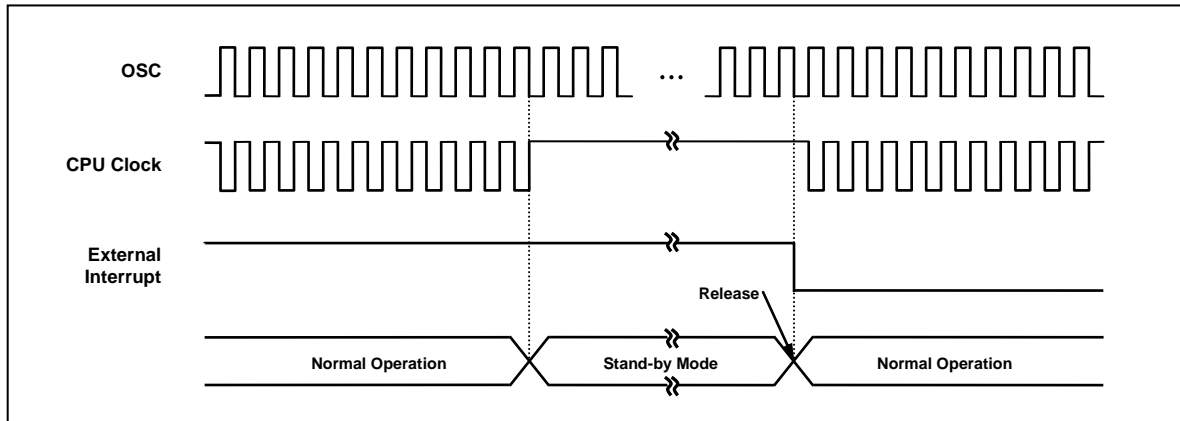 OSC
...
CPU Clock
External
Interrupt
Release
Normal Operation
Stand-by Mode
Normal Operation